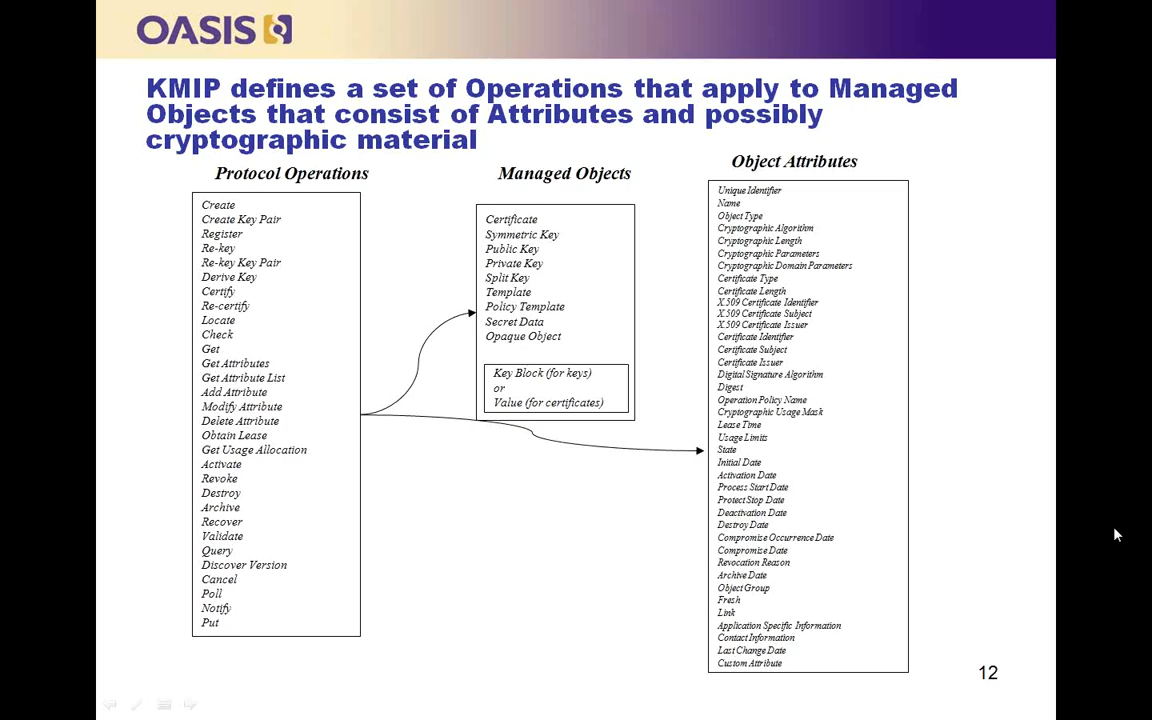 OASIS
KMIP defines a set of Operations that apply to Managed
Objects that consist of Attributes and possibly
cryptographic material
Protocol Operations
Create
Create Key Pair
Register
Re-key
Re-key Key Pair
Derive Key
Certify
Re-certify
Locate
Check
Get
Get Attributes
Get Attribute List
Add Attribute
Modify Attribute
Delete Attribute
Obtain Lease
Get Usage Allocation
Activate
Revoke
Destroy
Archive
Recover
Validate
Query
Discover Version
Cancel
Poll
Notify
Put
Managed Objects
Certificate
Symmetric Key
Public Key
Private Key
Split Key
Template
Policy Template
Secret Data
Opaque Object
Key Block (for keys)
or
Value (for certificates)
Object Attributes
Unique Identifier
Name
Object Type
Cryptographic Algorithm
Cryptographic Length
Cryptographic Parameters
Cryptographic Domain Parameters
Certificate Type
Certificate Length
X.509 Certificate Identifier
X.509 Certificate Subject
X.509 Certificate Issuer
Certificate Identifier
Certificate Subject
Certificate Issuer
Digital Signature Algorithm
Digest
Operation Policy Name
Cryptographic Usage Mask
Lease Time
Usage Limits
State
Initial Date
Activation Date
Process Start Date
Protect Stop Date
Deactivation Date
Destroy Date
Compromise Occurrence Date
Compromise Date
Revocation Reason
Archive Date
Object Group
Fresh
Link
Application Specific Information
Contact Information
Last Change Date
Custom Attribute
12